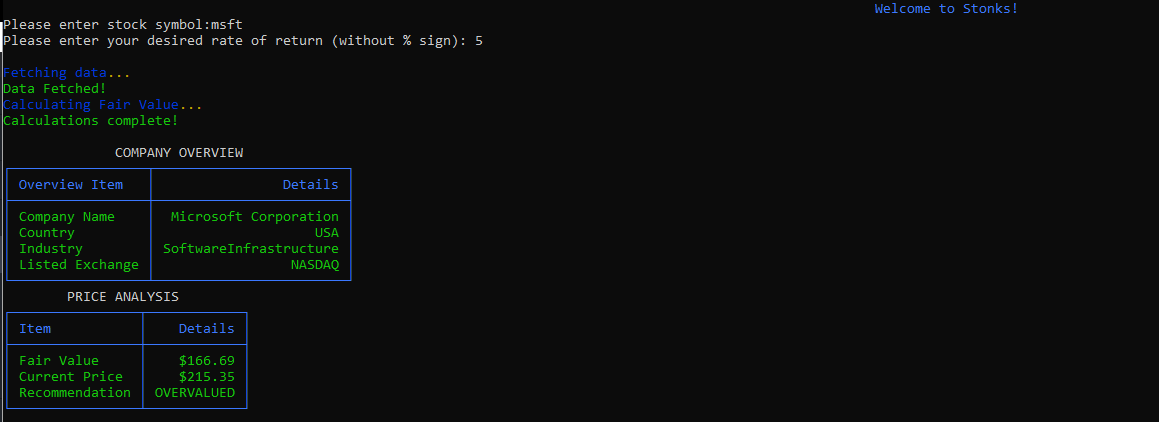 Welcome to Stonks!
Please enter stock symbol:msft
Please enter your desired rate of return (without % sign): 5
Fetching data...
Data Fetched!
Calculating Fair Value...
Calculations complete!
COMPANY OVERVIEW
Overview Item Details
Company Name Microsoft Corporation
Country USA
Industry SoftwareInfrastructure
Listed Exchange NASDAQ
PRICE ANALYSIS
Item Details
Fair Value $166.69
Current Price $215.35
Recommendation OVERVALUED